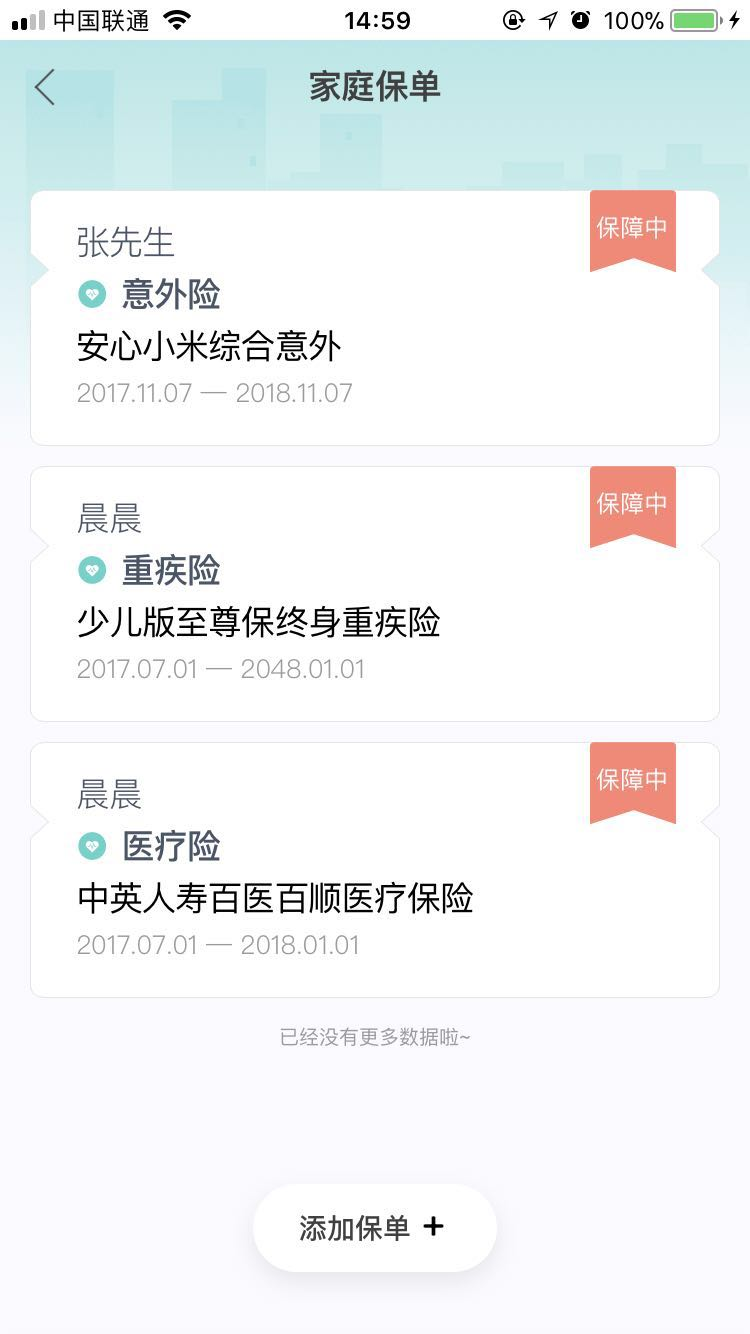 中国联通 14:59 100%
家庭保单
张先生
保障中
意外险
安心小米综合意外
2017.11.07 — 2018.11.07
晨晨
保障中
重疾险
少儿版至尊保终身重疾险
2017.07.01 — 2048.01.01
晨晨
保障中
医疗险
中英人寿百医百顺医疗保险
2017.07.01 — 2018.01.01
已经没有更多数据啦~
添加保单 +